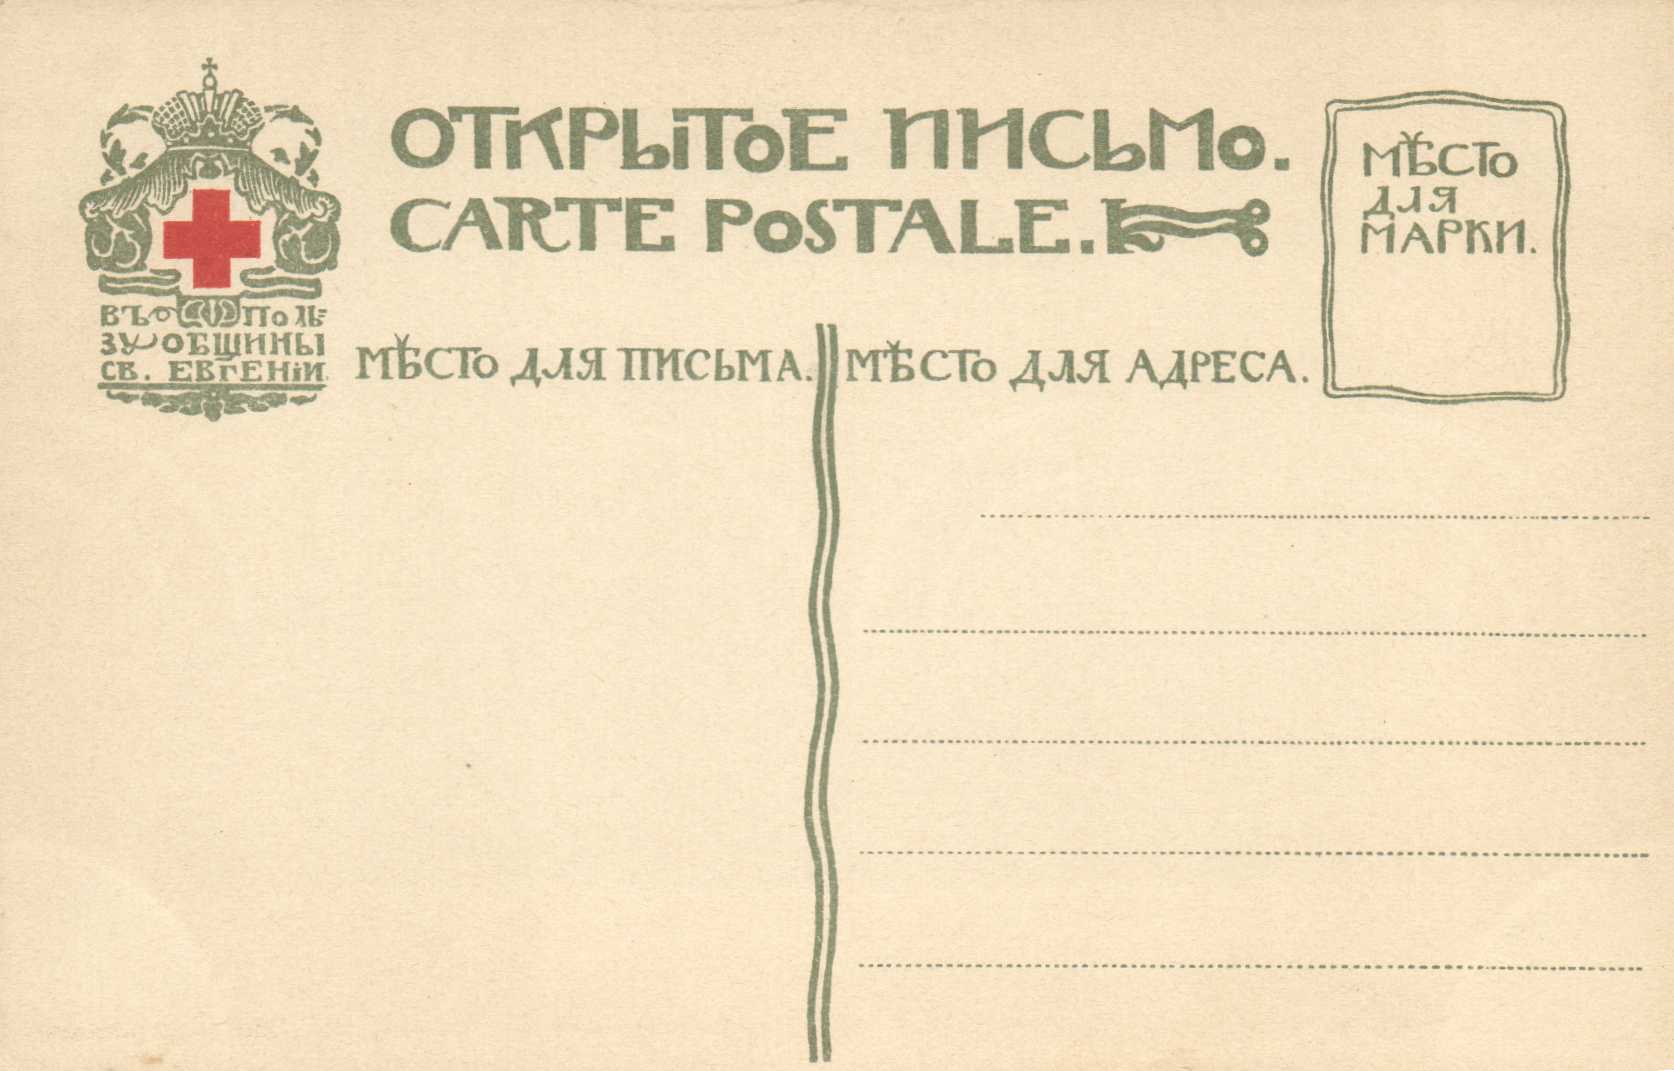 ОТКРЫТОЕ ПИСЬМО.
CARTE POSTALE.
МѢСТО
ДЛЯ
МАРКИ.
ВЪ ПОЛЬ
ЗУ ОБЩИНЫ
СВ. ЕВГЕНІИ
МѢСТО ДЛЯ ПИСЬМА.
МѢСТО ДЛЯ АДРЕСА.